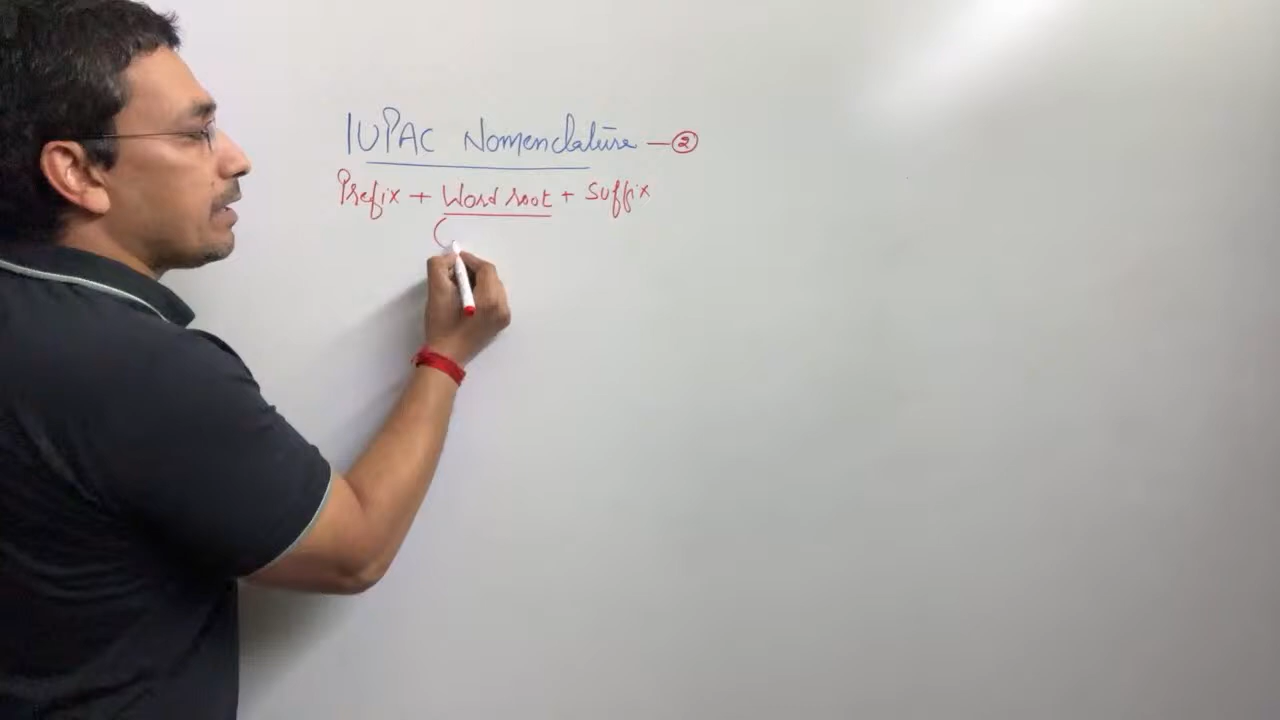 IUPAC Nomenclature — ②
Prefix + Word root + Suffix
(